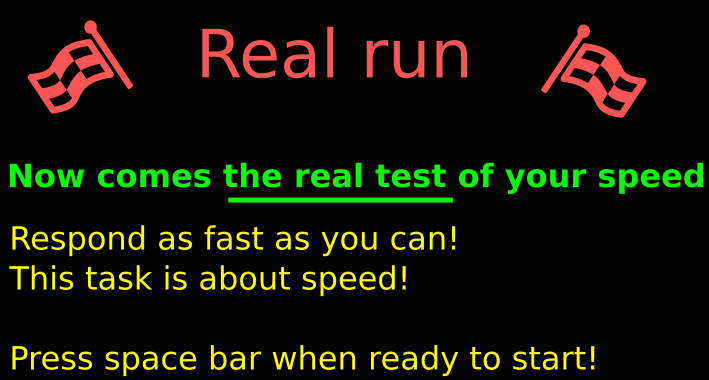 Real run
Now comes the real test of your speed
Respond as fast as you can!
This task is about speed!
Press space bar when ready to start!